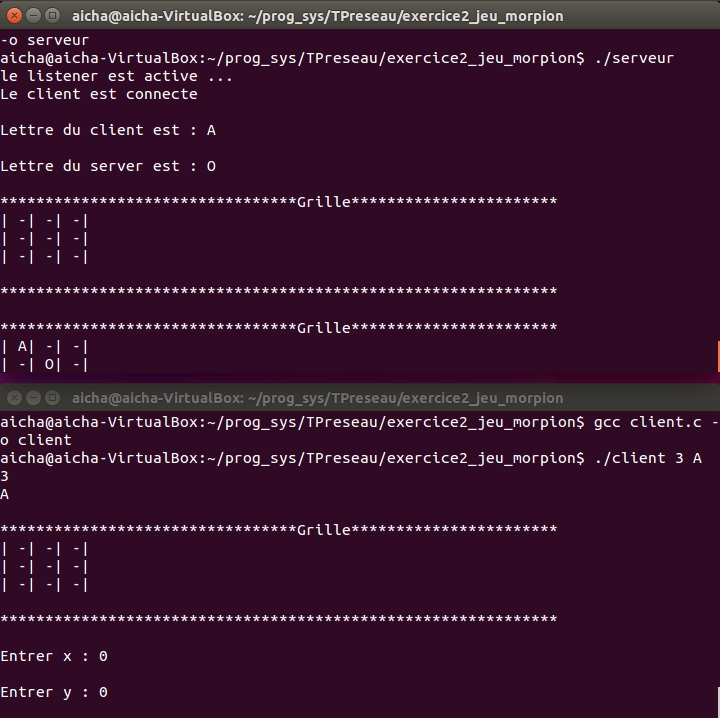 aicha@aicha-VirtualBox: ~/prog_sys/TPreseau/exercice2_jeu_morpion
-o serveur
aicha@aicha-VirtualBox:~/prog_sys/TPreseau/exercice2_jeu_morpion$ ./serveur
le listener est active ...
Le client est connecte
Lettre du client est : A
Lettre du server est : O
*********************************Grille***********************
| -| -| -|
| -| -| -|
| -| -| -|
**************************************************************
*********************************Grille***********************
| A| -| -|
| -| O| -|
aicha@aicha-VirtualBox: ~/prog_sys/TPreseau/exercice2_jeu_morpion
aicha@aicha-VirtualBox:~/prog_sys/TPreseau/exercice2_jeu_morpion$ gcc client.c -
o client
aicha@aicha-VirtualBox:~/prog_sys/TPreseau/exercice2_jeu_morpion$ ./client 3 A
3
A
*********************************Grille***********************
| -| -| -|
| -| -| -|
| -| -| -|
**************************************************************
Entrer x : 0
Entrer y : 0